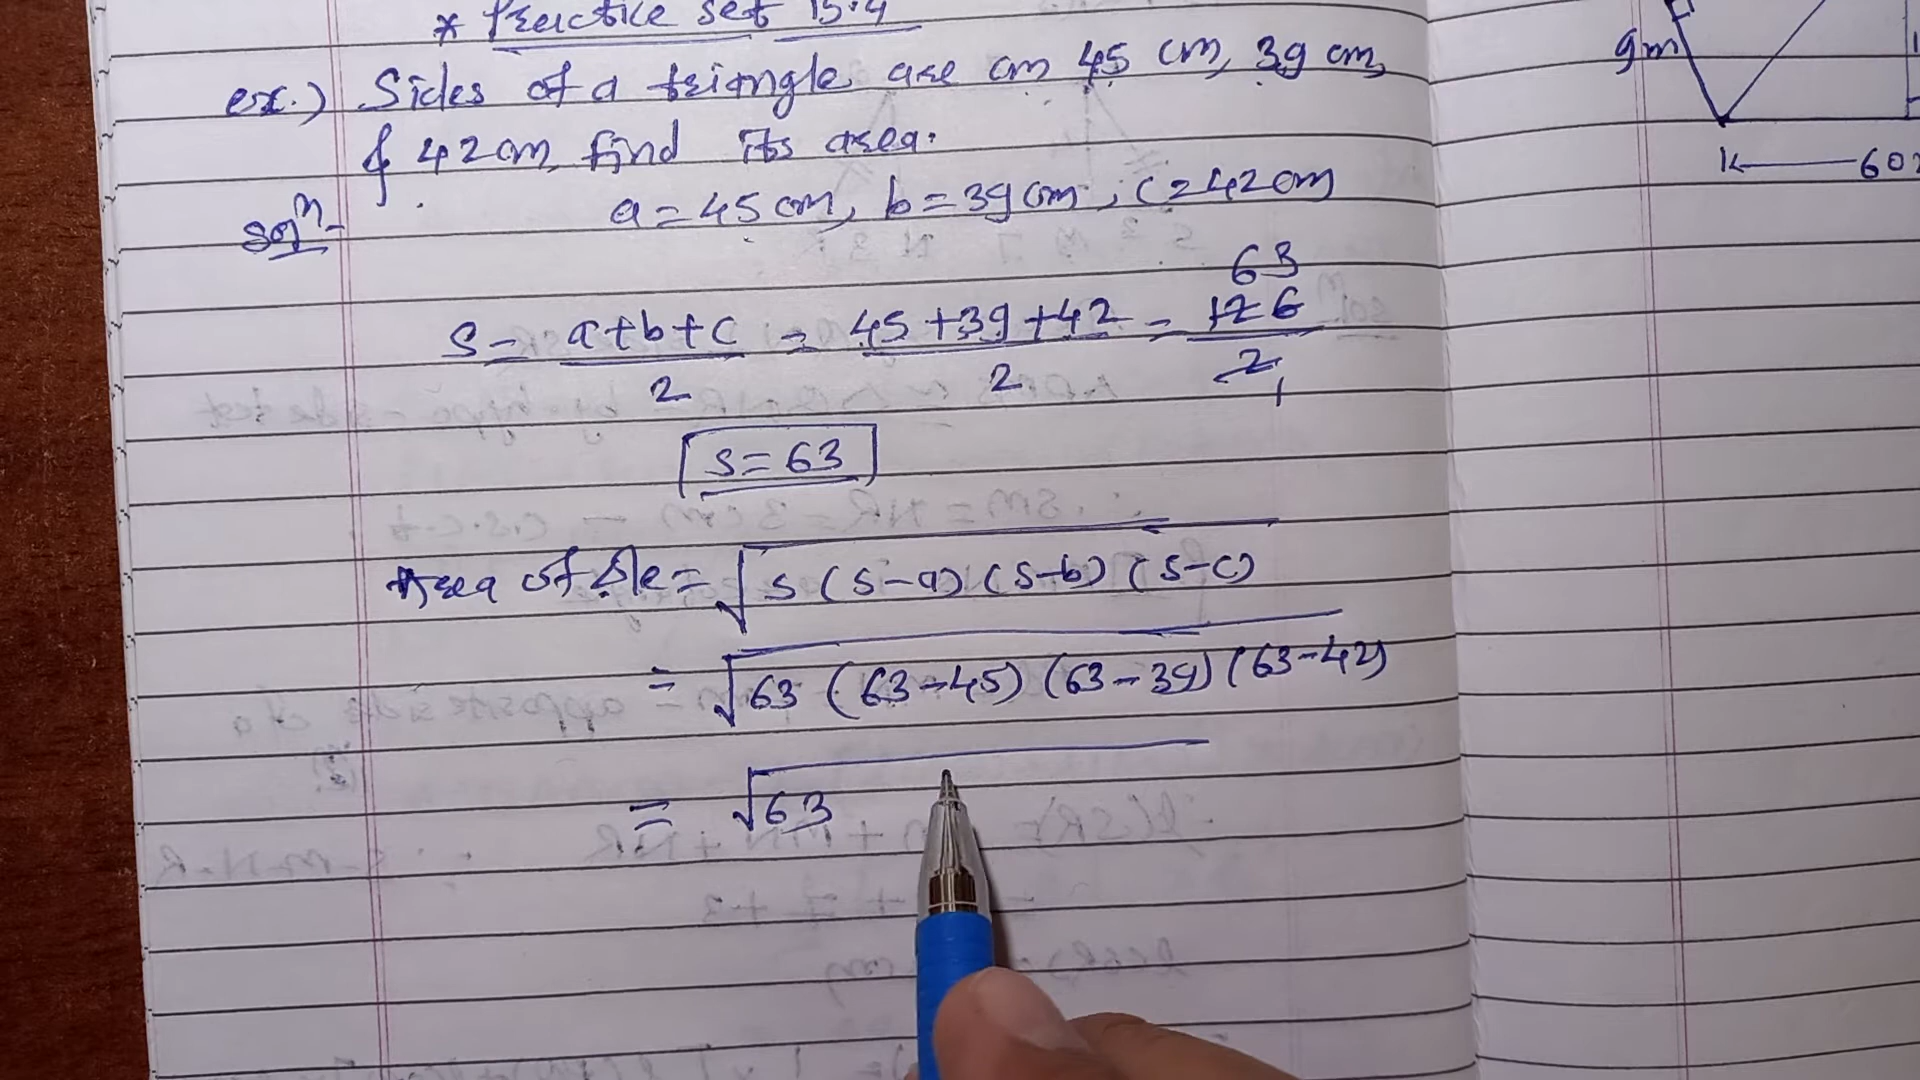 * Practice set 15.4
ex.) Sides of a triangle are cm 45 cm, 39 cm,
& 42 cm, find its area.
solⁿ- a = 45 cm, b = 39 cm, c = 42 cm
63
s = a+b+c = 45+39+42 = 126
2 2 2 1
s = 63
Area of Δle = √s (s-a) (s-b) (s-c)
= √63 (63-45) (63-39) (63-42)
= √63
9m
60